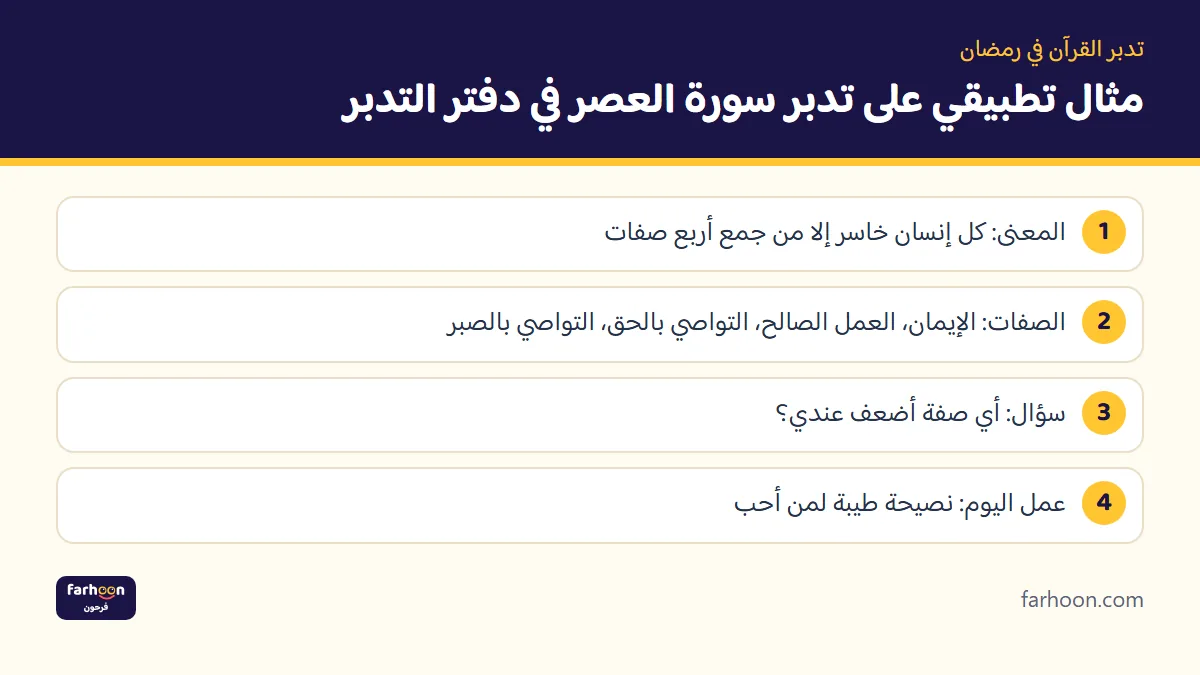 تدبر القرآن في رمضان
مثال تطبيقي على تدبر سورة العصر في دفتر التدبر
1 المعنى: كل إنسان خاسر إلا من جمع أربع صفات
2 الصفات: الإيمان، العمل الصالح، التواصي بالحق، التواصي بالصبر
3 سؤال: أي صفة أضعف عندي؟
4 عمل اليوم: نصيحة طيبة لمن أحب
farhoon.com
farhoon
فرحون